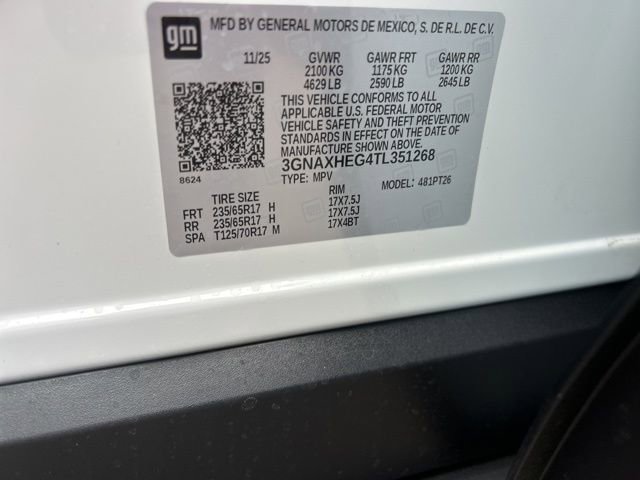 gm
MFD BY GENERAL MOTORS DE MEXICO, S. DE R.L. DE C.V.
11/25 GVWR GAWR FRT GAWR RR
2100 KG 1175 KG 1200 KG
4629 LB 2590 LB 2645 LB
THIS VEHICLE CONFORMS TO ALL
APPLICABLE U.S. FEDERAL MOTOR
VEHICLE SAFETY AND THEFT PREVENTION
STANDARDS IN EFFECT ON THE DATE OF
MANUFACTURE SHOWN ABOVE.
3GNAXHEG4TL351268
8624
TYPE: MPV MODEL: 481PT26
TIRE SIZE RIM
FRT 235/65R17 H 17X7.5J
RR 235/65R17 H 17X7.5J
SPA T125/70R17 M 17X4BT